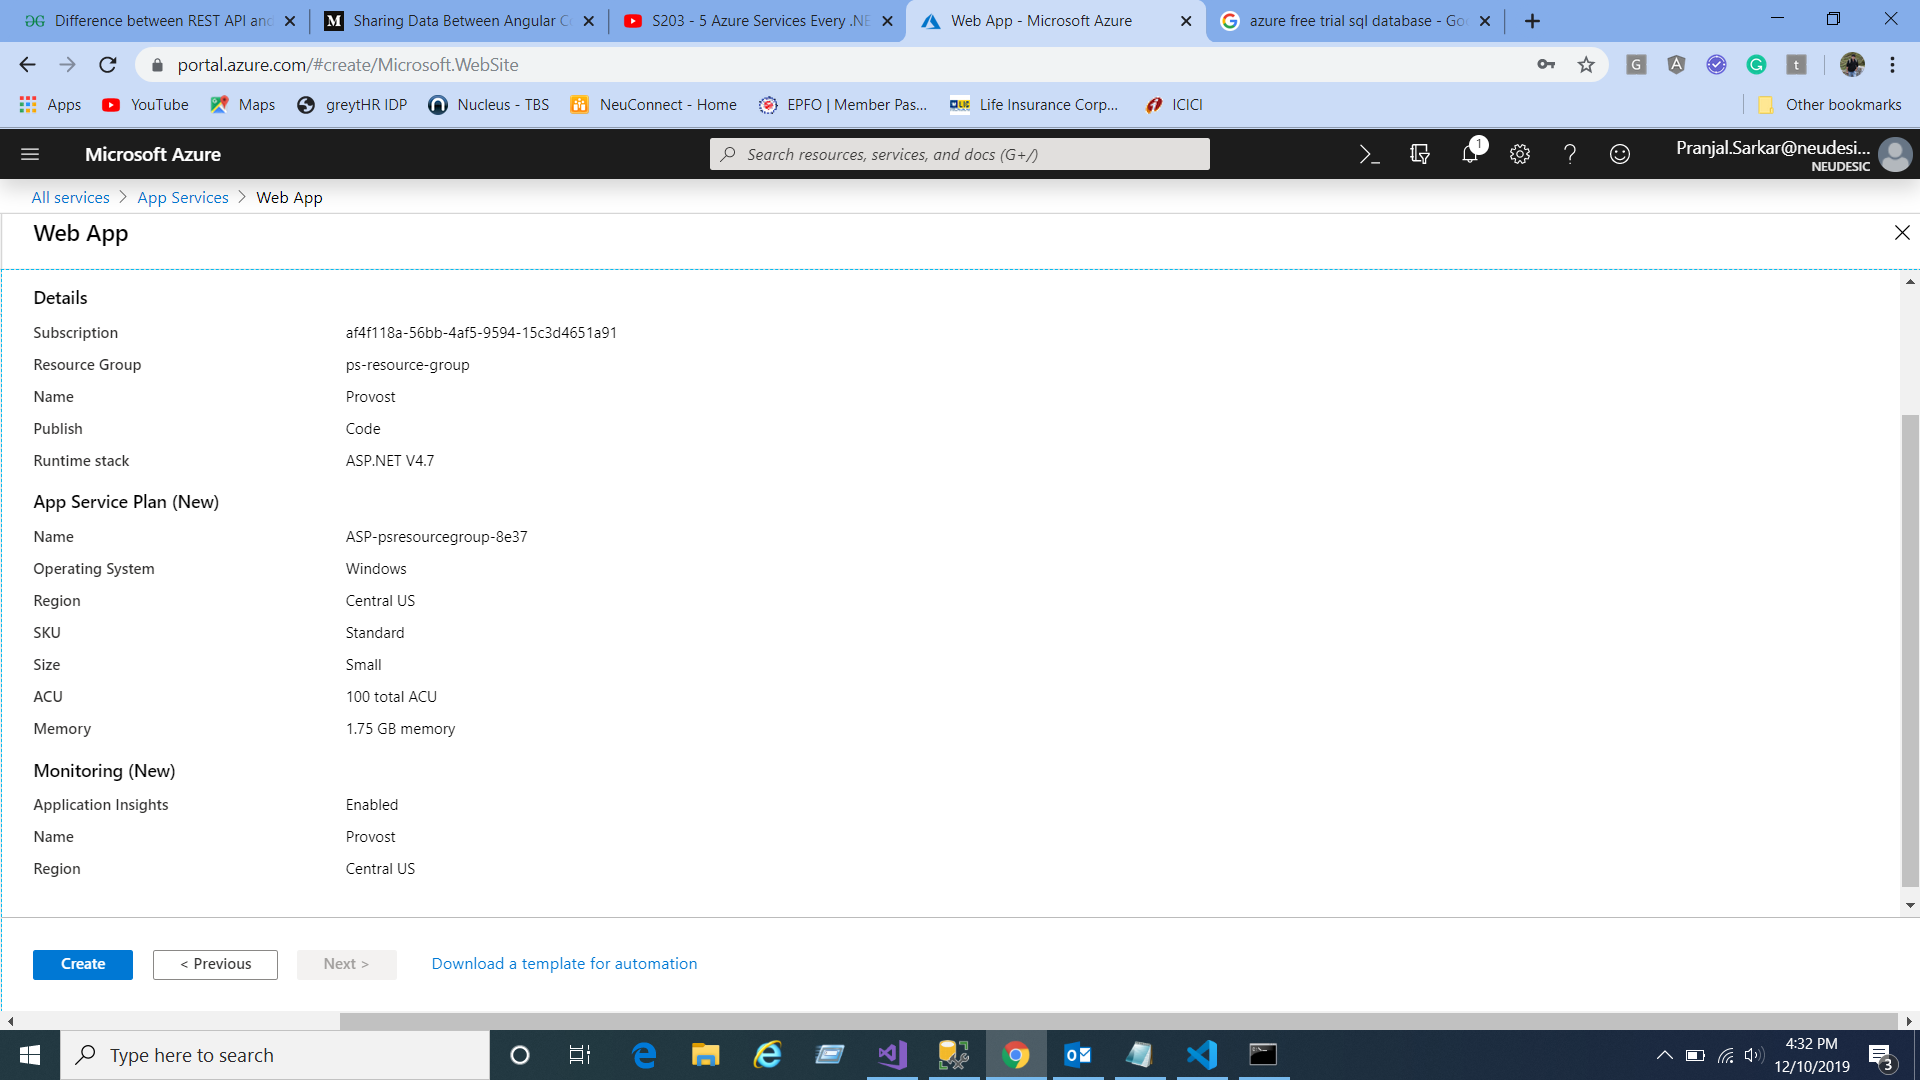 Difference between REST API and
Sharing Data Between Angular Co
S203 - 5 Azure Services Every .NE
Web App - Microsoft Azure
azure free trial sql database - Goo
portal.azure.com/#create/Microsoft.WebSite
Apps
YouTube
Maps
greytHR IDP
Nucleus - TBS
NeuConnect - Home
EPFO | Member Pas...
Life Insurance Corp...
ICICI
Other bookmarks
Microsoft Azure
Search resources, services, and docs (G+/)
1
Pranjal.Sarkar@neudesi...
NEUDESIC
All services > App Services > Web App
Web App
Details
Subscription af4f118a-56bb-4af5-9594-15c3d4651a91
Resource Group ps-resource-group
Name Provost
Publish Code
Runtime stack ASP.NET V4.7
App Service Plan (New)
Name ASP-psresourcegroup-8e37
Operating System Windows
Region Central US
SKU Standard
Size Small
ACU 100 total ACU
Memory 1.75 GB memory
Monitoring (New)
Application Insights Enabled
Name Provost
Region Central US
Create
< Previous
Next >
Download a template for automation
Type here to search
4:32 PM
12/10/2019
3